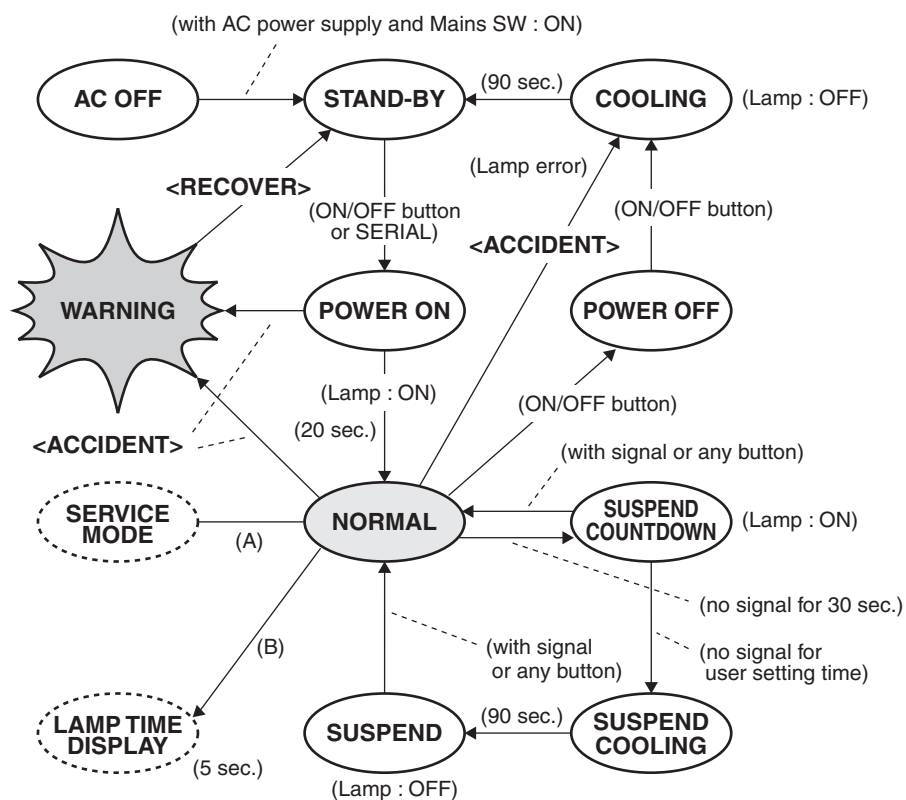 (with AC power supply and Mains SW : ON)
AC OFF
STAND-BY
(90 sec.)
COOLING
(Lamp : OFF)
(Lamp error)
<RECOVER>
(ON/OFF button
or SERIAL)
(ON/OFF button)
<ACCIDENT>
WARNING
POWER ON
POWER OFF
(Lamp : ON)
(ON/OFF button)
(20 sec.)
<ACCIDENT>
(with signal or any button)
SERVICE
MODE
(A)
NORMAL
SUSPEND
COUNTDOWN
(Lamp : ON)
(no signal for 30 sec.)
(B)
(with signal
or any button)
(no signal for
user setting time)
LAMP TIME
DISPLAY
(5 sec.)
SUSPEND
(90 sec.)
SUSPEND
COOLING
(Lamp : OFF)